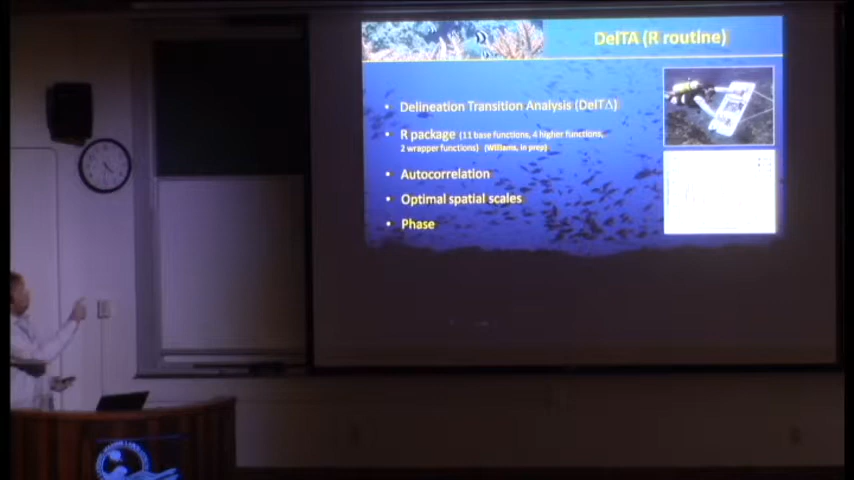 DelTA (R routine)
• Delineation Transition Analysis (DelTΔ)
• R package (11 base functions, 4 higher functions,
2 wrapper functions) (Williams, in prep)
• Autocorrelation
• Optimal spatial scales
• Phase